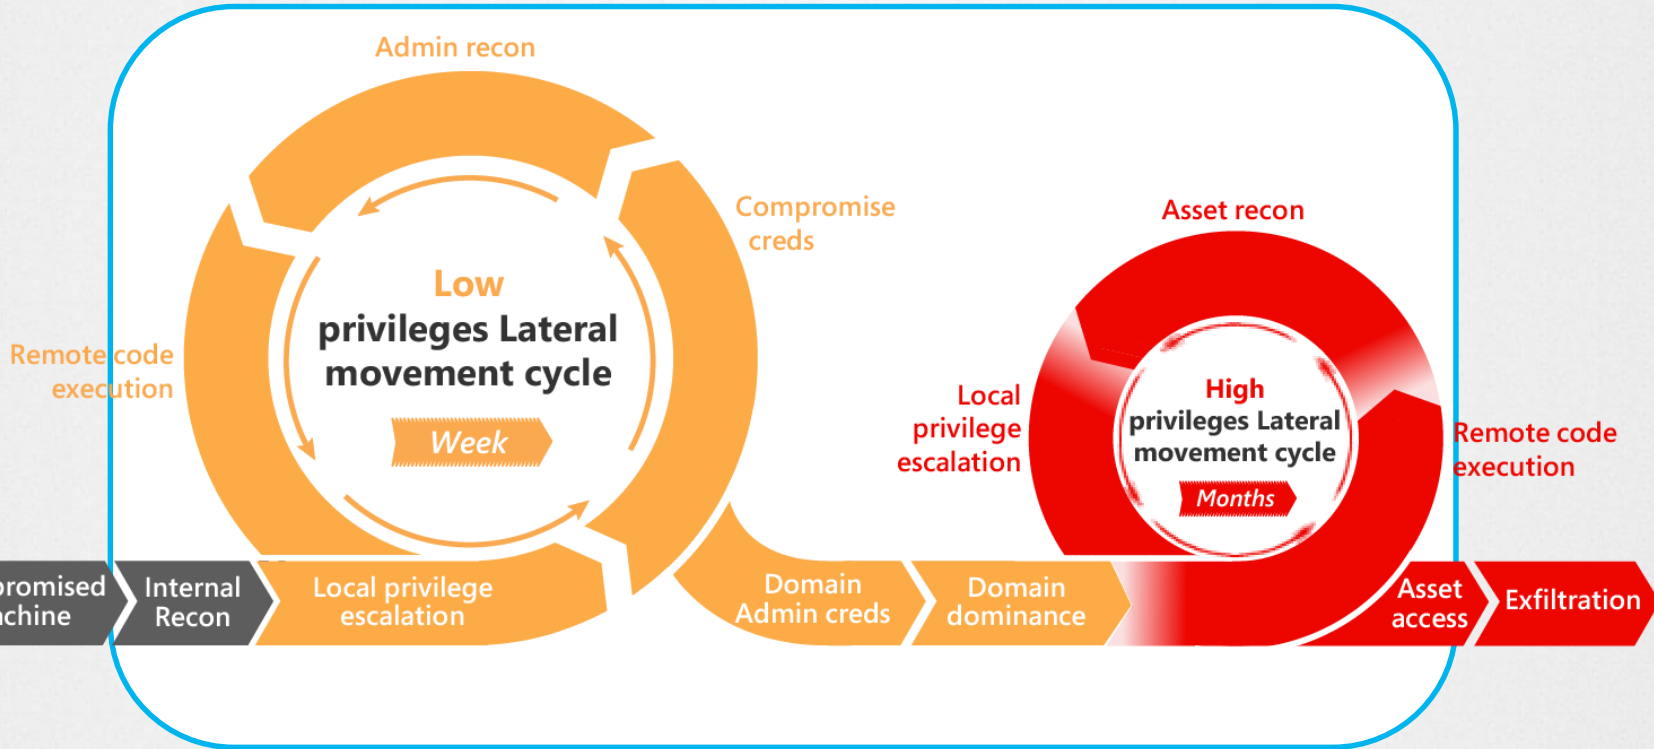 Admin recon
Compromise
creds
Low
privileges Lateral
movement cycle
Week
Remote code
execution
Asset recon
Local
privilege
escalation
High
privileges Lateral
movement cycle
Months
Remote code
execution
Internal
Recon
Local privilege
escalation
Domain
Admin creds
Domain
dominance
Asset
access
Exfiltration